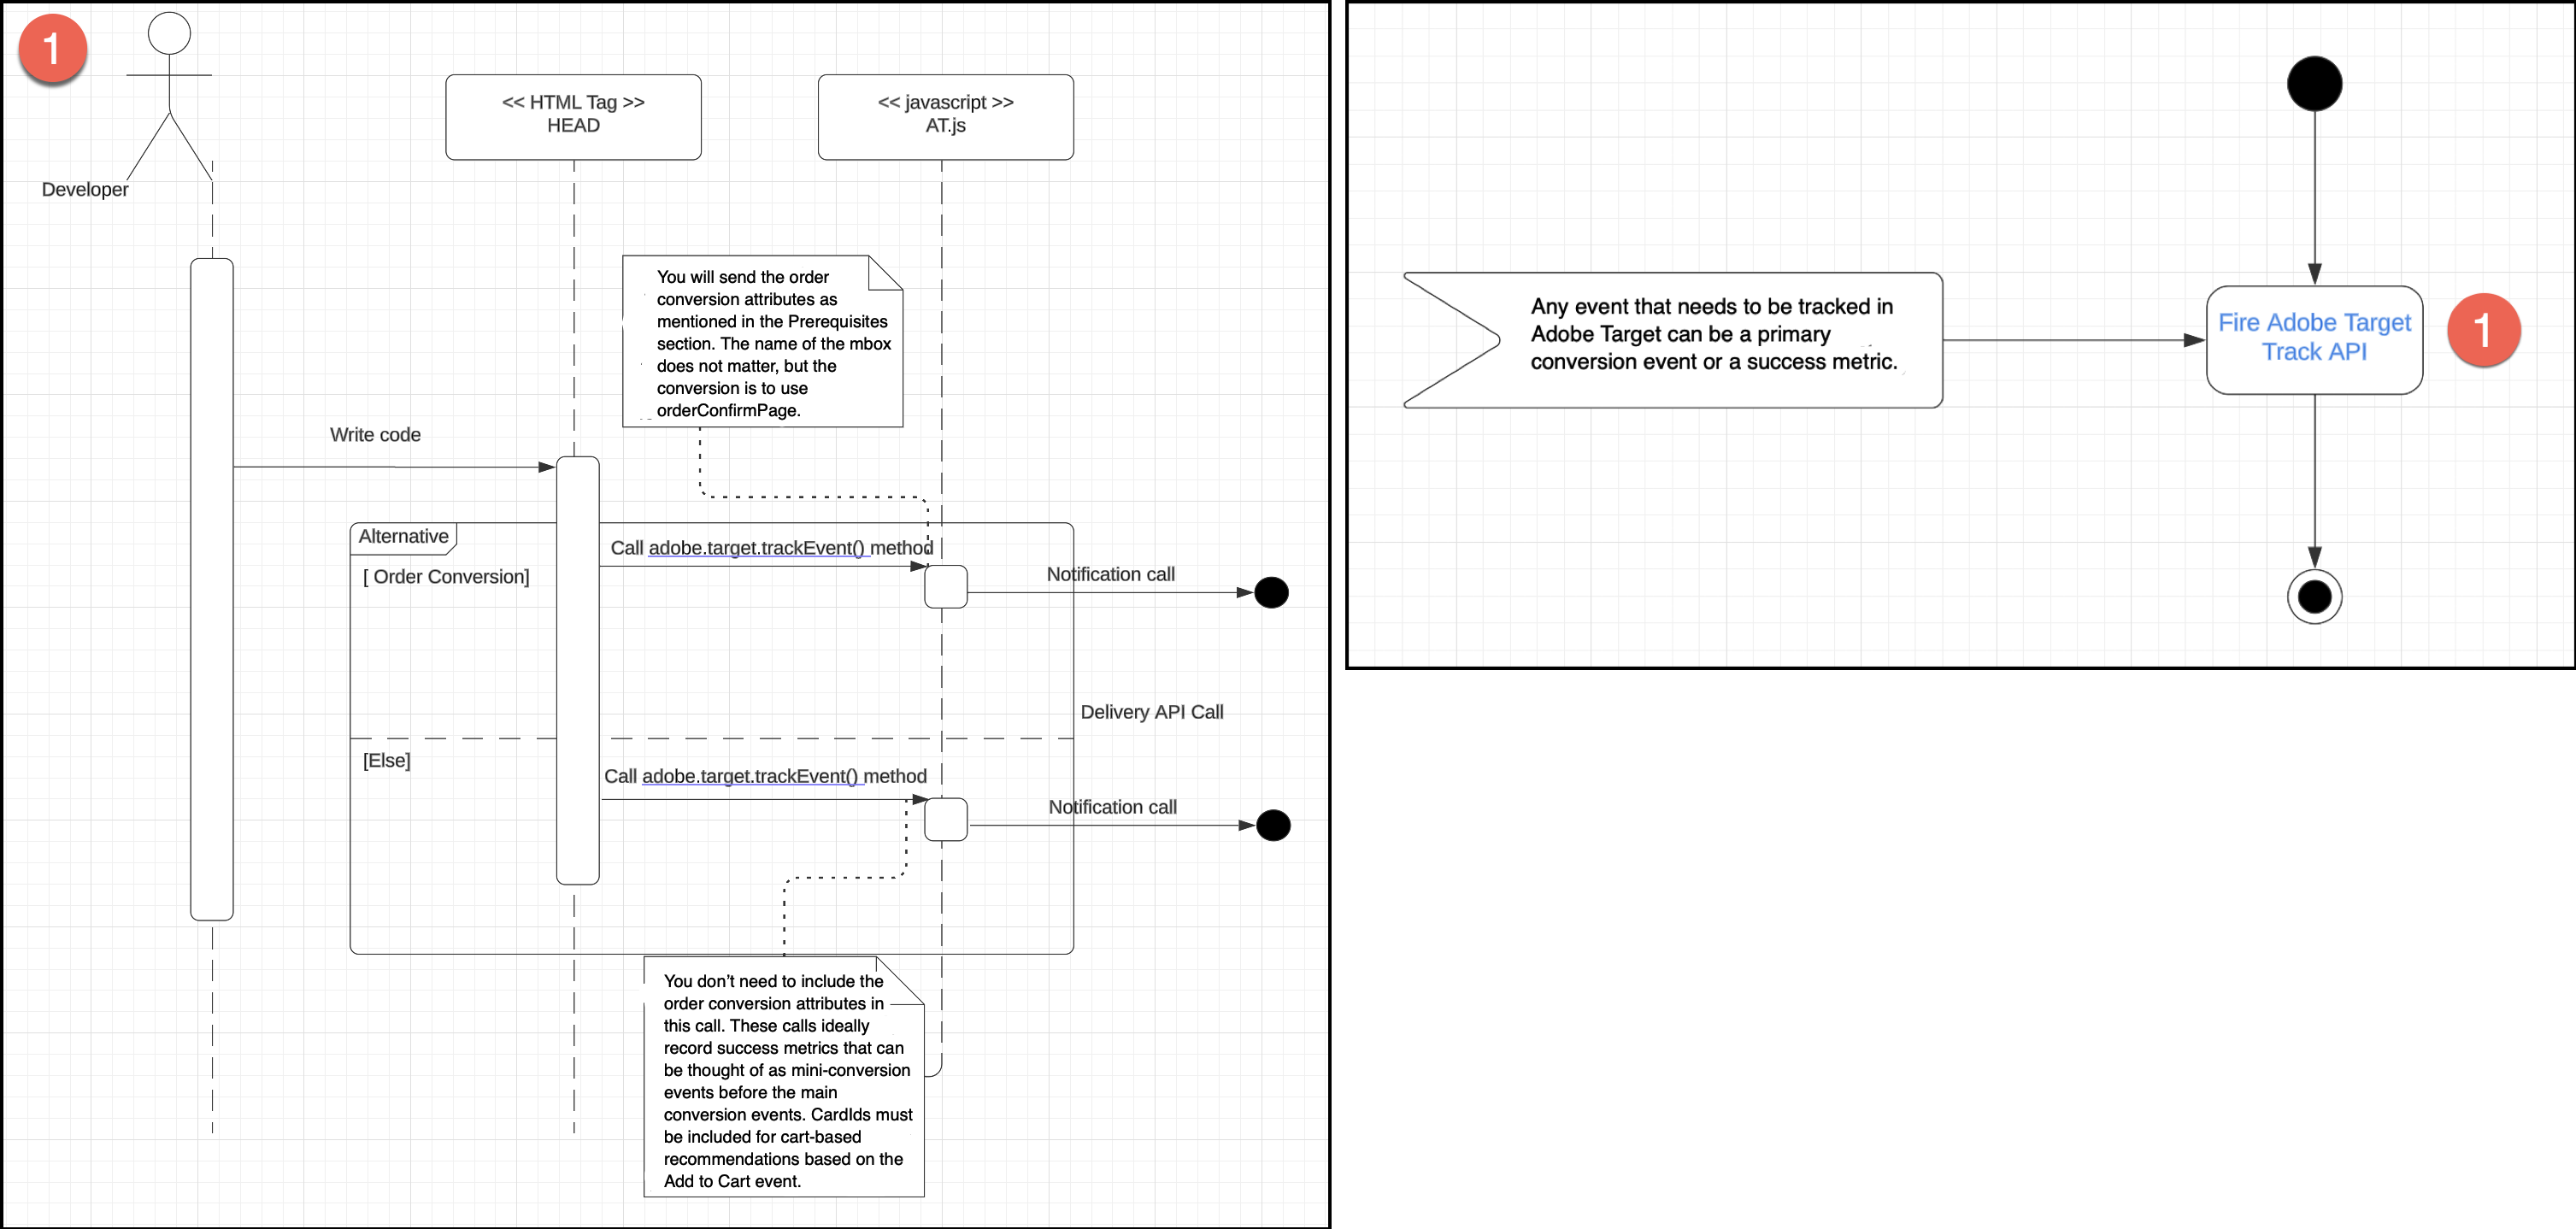 1
Developer
<< HTML Tag >>
HEAD
<< javascript >>
AT.js
You will send the order
conversion attributes as
mentioned in the Prerequisites
section. The name of the mbox
does not matter, but the
conversion is to use
orderConfirmPage.
Write code
Alternative
[ Order Conversion]
Call adobe.target.trackEvent() method
Notification call
Delivery API Call
[Else]
Call adobe.target.trackEvent() method
Notification call
You don’t need to include the
order conversion attributes in
this call. These calls ideally
record success metrics that can
be thought of as mini-conversion
events before the main
conversion events. CardIds must
be included for cart-based
recommendations based on the
Add to Cart event.
Any event that needs to be tracked in
Adobe Target can be a primary
conversion event or a success metric.
Fire Adobe Target
Track API
1